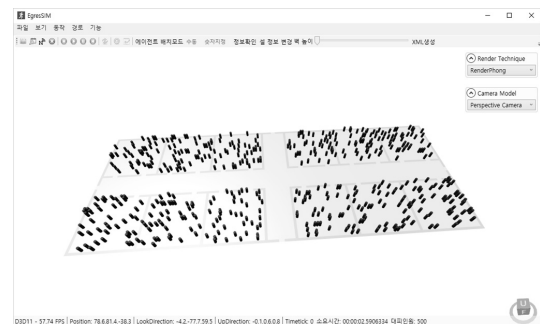 EgresSIM
파일 보기 동작 경로 기능
에이전트 배치모드 수동 숫자지정 정보확인 셀 정보 변경 벽 높이 XML생성
Render Technique
RenderPhong
Camera Model
Perspective Camera
D3D11 - 57.74 FPS | Position: 78.6,81.4,-38.3 | LookDirection: -4.2,-77.7,59.5 | UpDirection: -0.1,0.6,0.8 | Timetick: 0 소요시간: 00:00:02.5906334 대피인원: 500